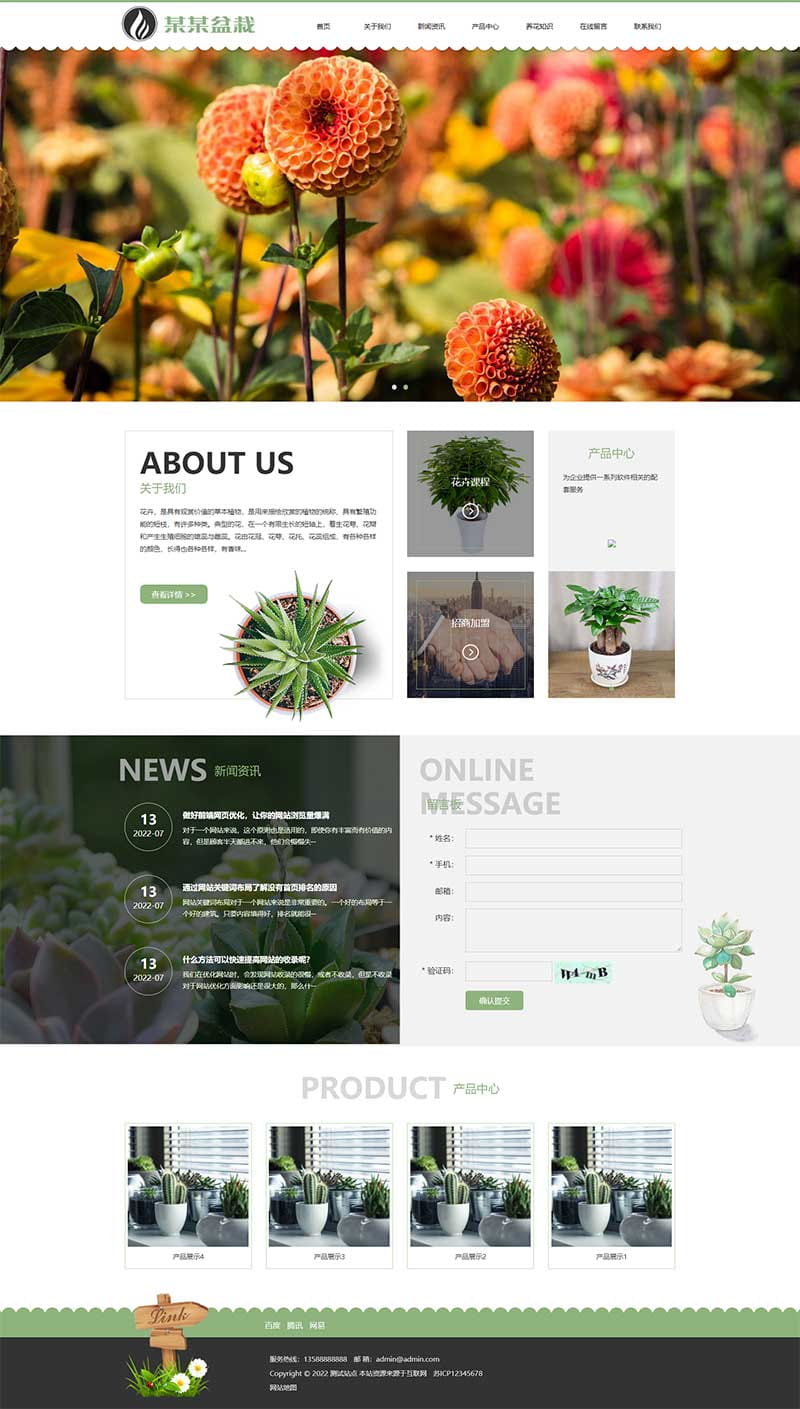 某某盆栽
首页 关于我们 新闻资讯 产品中心 养花知识 在线留言 联系我们
ABOUT US
关于我们
花卉，是具有观赏价值的草本植物，是用来描绘欣赏的植物的统称，具有繁殖功
能的短枝，有许多种类。典型的花，在一个有限生长的短轴上，着生花萼、花瓣
和产生生殖细胞的雄蕊与雌蕊。花由花冠、花萼、花托、花蕊组成，有各种各样
的颜色，长得也各种各样，有香味...
查看详情 >>
花卉课程
招商加盟
产品中心
为企业提供一系列软件相关的配
套服务
NEWS 新闻资讯
13
2022-07
做好前端网页优化，让你的网站浏览量爆满
对于一个网站来说，这个原则也是适用的，即使你有丰富而有价值的内
容，但是顾客半天都进不来，他们会慢慢失···
13
2022-07
通过网站关键词布局了解没有首页排名的原因
网站关键词布局对于一个网站来说是非常重要的。一个好的布局等于一
个好的建筑。只要内容填得好，排名就能很···
13
2022-07
什么方法可以快速提高网站的收录呢？
我们在优化网站时，会发现网站收录的很慢，或者不收录，但是不收录
对于网站优化方面影响还是很大的，那么什···
ONLINE
MESSAGE
留言板
* 姓名：
* 手机：
邮箱：
内容：
* 验证码：
确认提交
PRODUCT 产品中心
产品展示4
产品展示3
产品展示2
产品展示1
Link
百度 腾讯 网易
服务热线：13588888888 邮 箱：admin@admin.com
Copyright © 2022 测试站点 本站资源来源于互联网 苏ICP12345678
网站地图